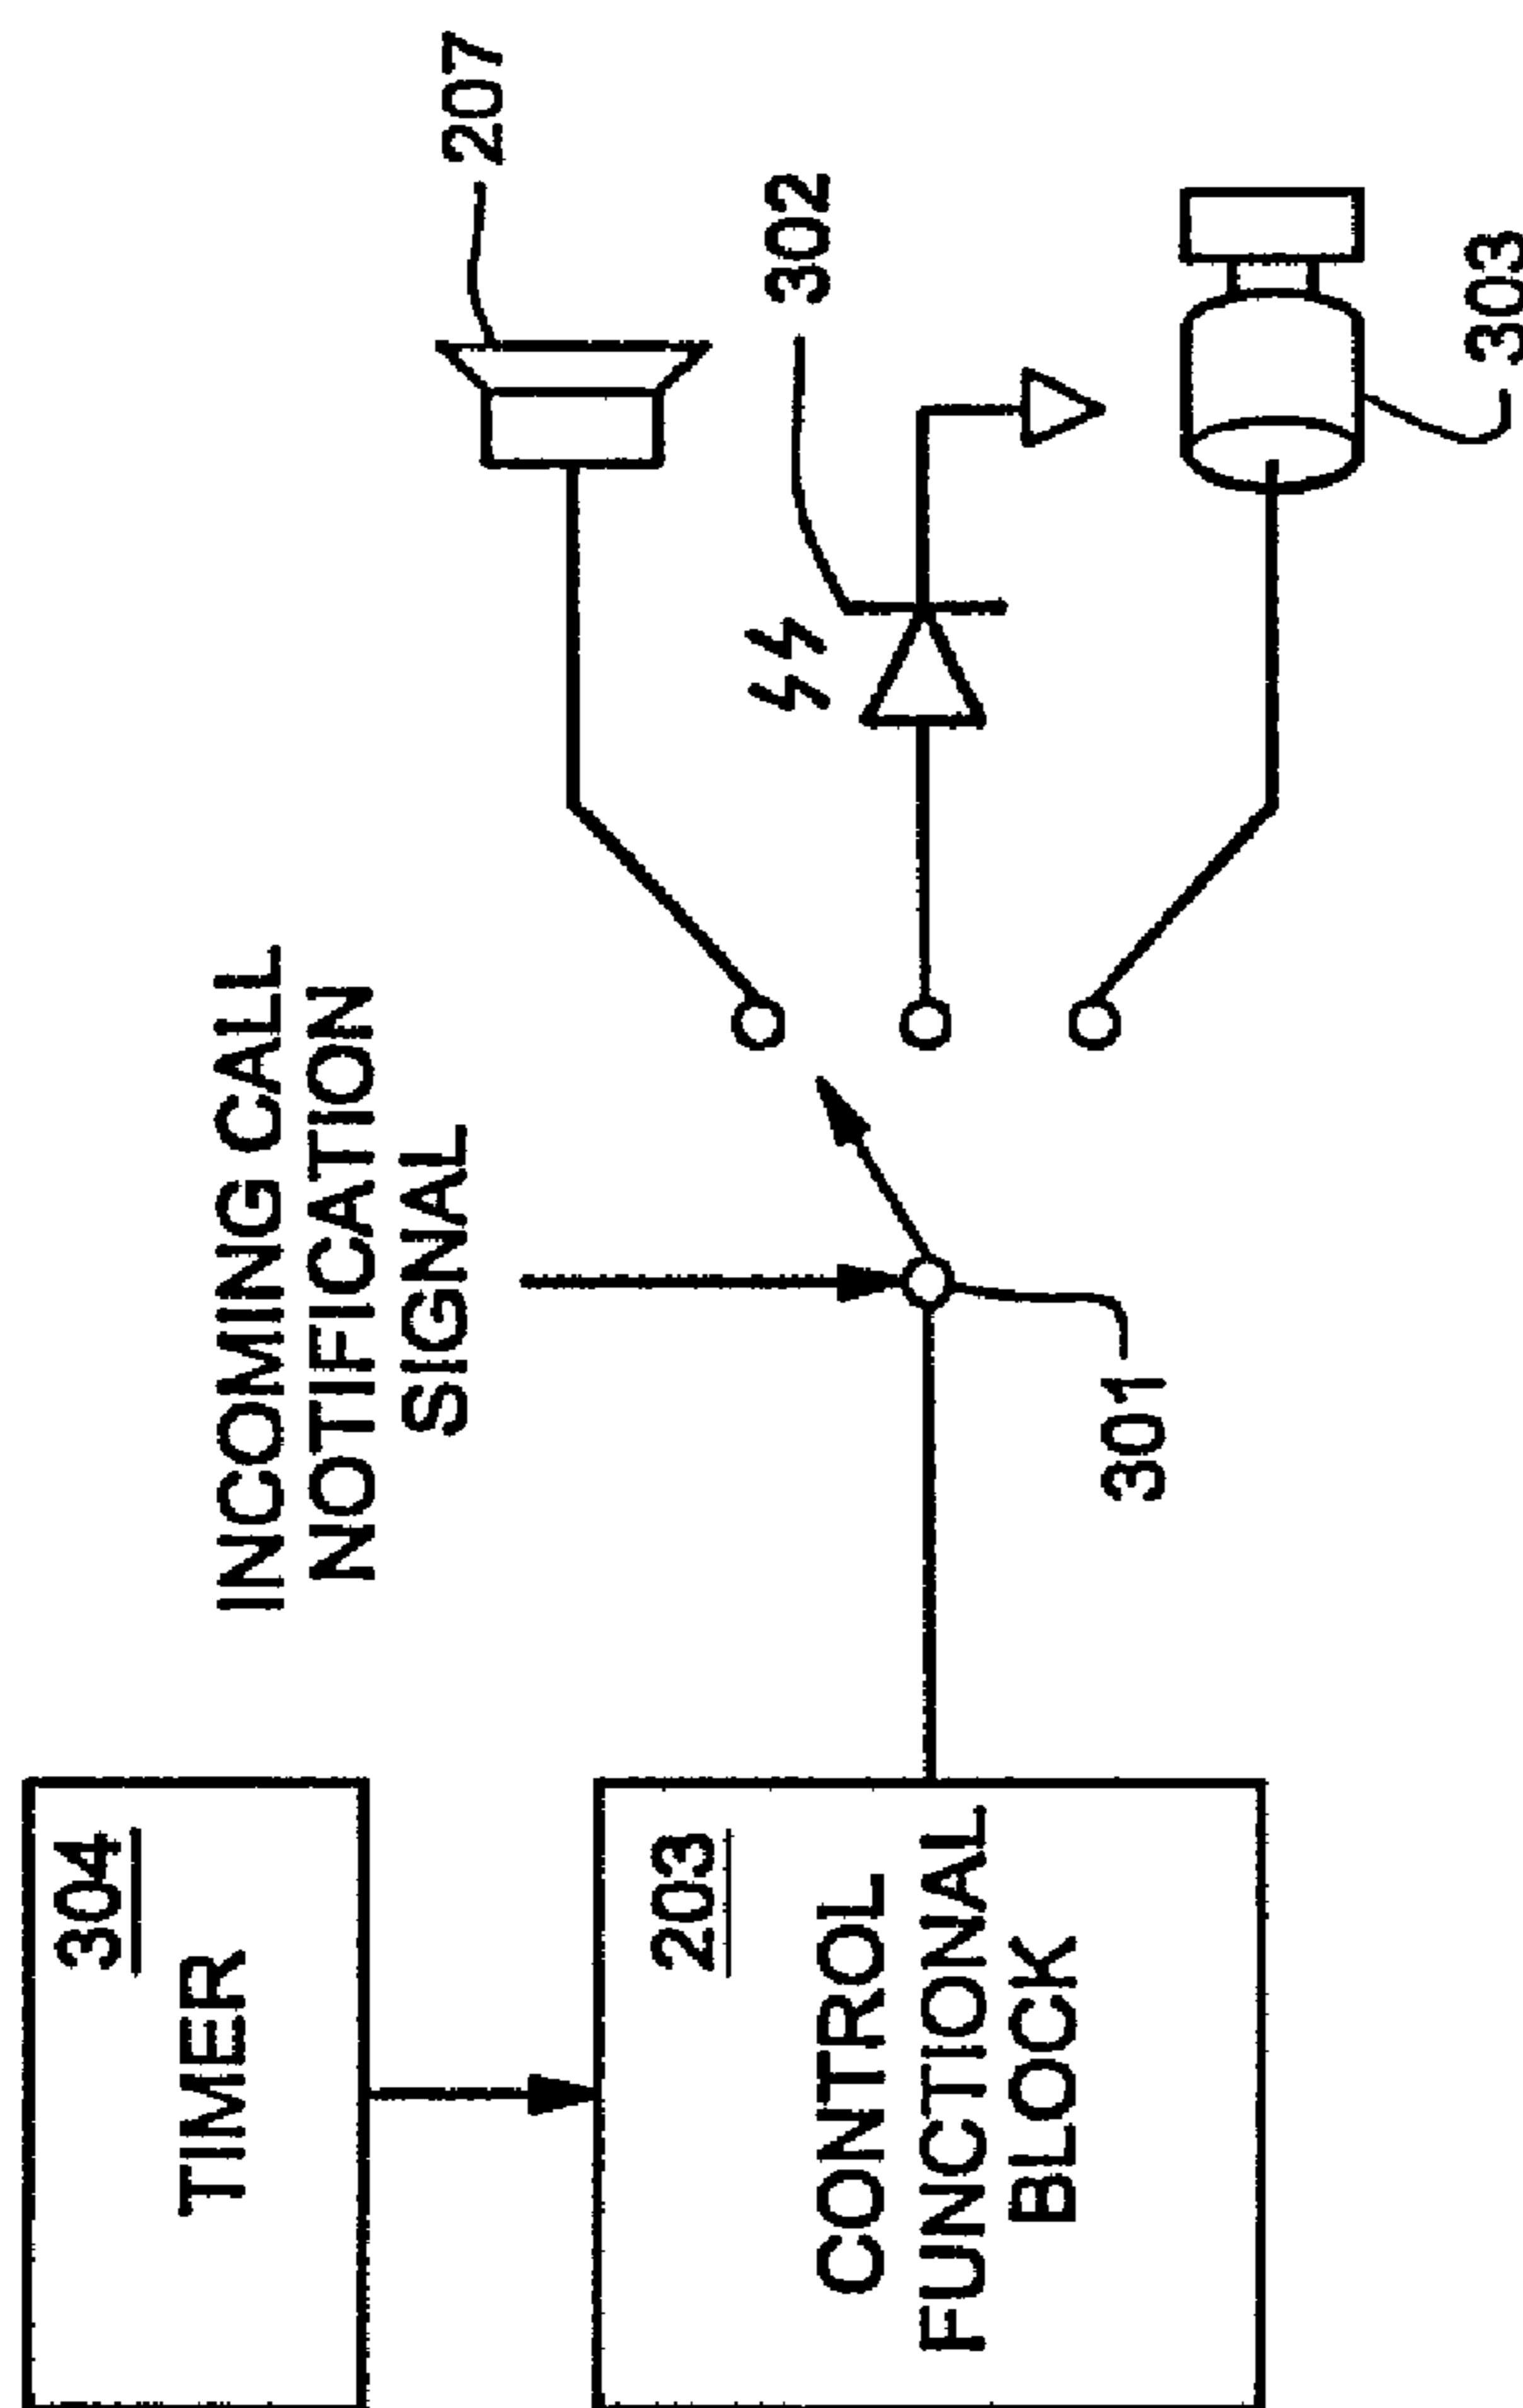 304
TIMER
203
CONTROL
FUNCTIONAL
BLOCK
INCOMING CALL
NOTIFICATION
SIGNAL
301
207
302
303